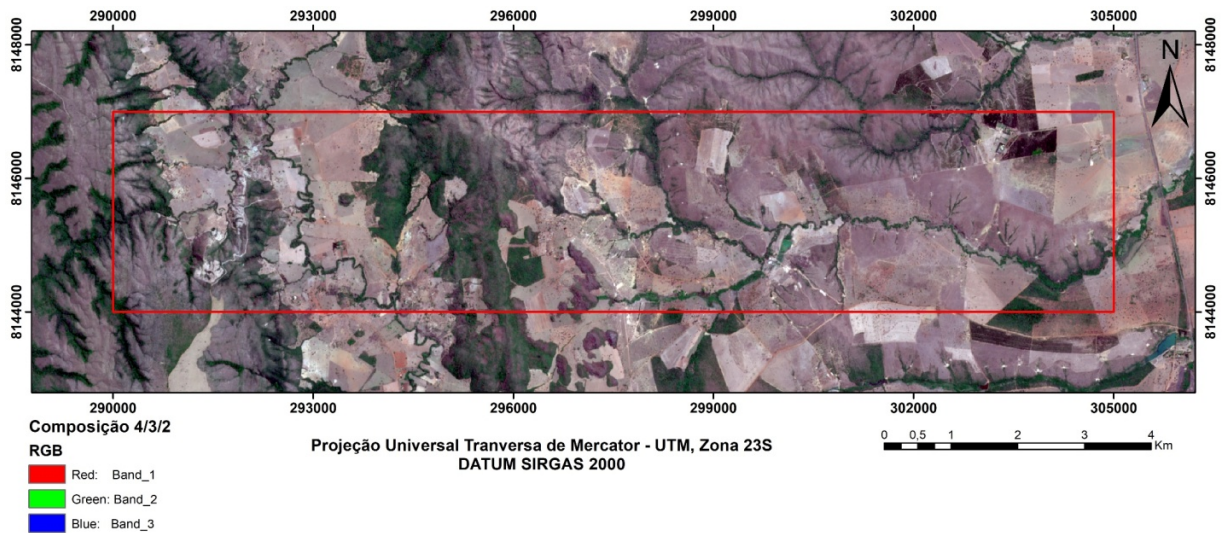 290000 293000 296000 299000 302000 305000
8148000 8148000
N
8146000 8146000
8144000 8144000
290000 293000 296000 299000 302000 305000
Composição 4/3/2
RGB
Red: Band_1
Green: Band_2
Blue: Band_3
Projeção Universal Tranversa de Mercator - UTM, Zona 23S
DATUM SIRGAS 2000
0 0,5 1 2 3 4
Km